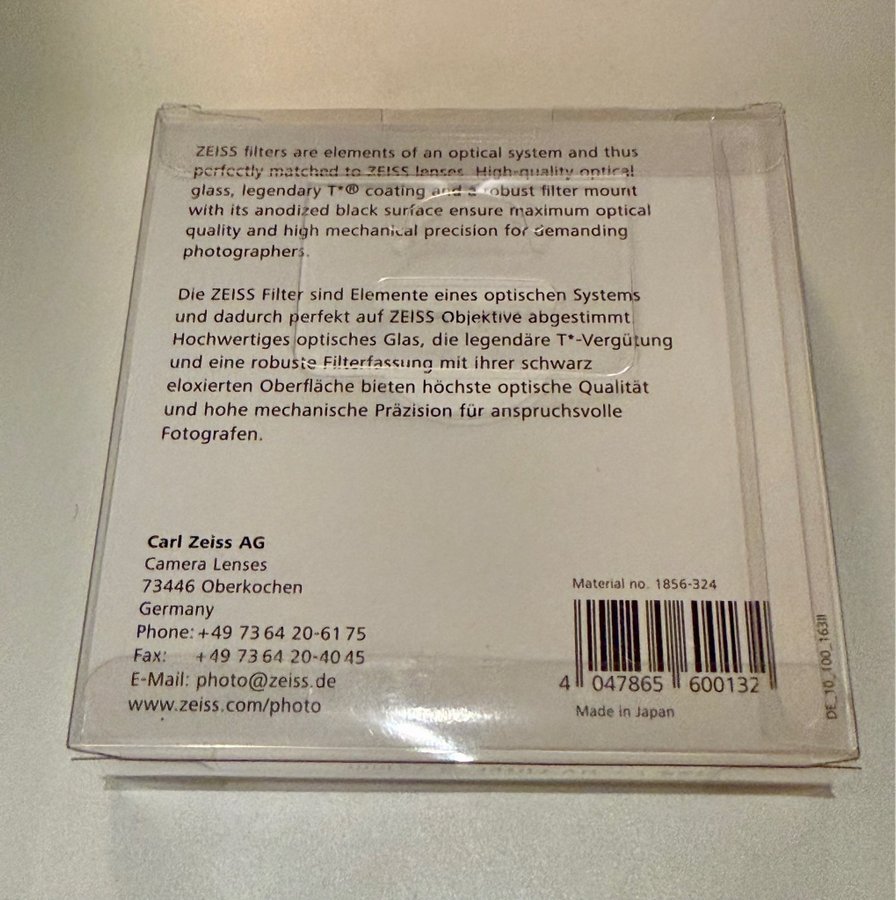 ZEISS filters are elements of an optical system and thus
perfectly matched to ZEISS lenses. High-quality optical
glass, legendary T*® coating and a robust filter mount
with its anodized black surface ensure maximum optical
quality and high mechanical precision for demanding
photographers.
Die ZEISS Filter sind Elemente eines optischen Systems
und dadurch perfekt auf ZEISS Objektive abgestimmt.
Hochwertiges optisches Glas, die legendäre T*-Vergütung
und eine robuste Filterfassung mit ihrer schwarz
eloxierten Oberfläche bieten höchste optische Qualität
und hohe mechanische Präzision für anspruchsvolle
Fotografen.
Carl Zeiss AG
Camera Lenses
73446 Oberkochen
Germany
Phone: +49 73 64 20-61 75
Fax: +49 73 64 20-40 45
E-Mail: photo@zeiss.de
www.zeiss.com/photo
Material no. 1856-324
4 047865 600132
Made in Japan
DE_10_100_163II